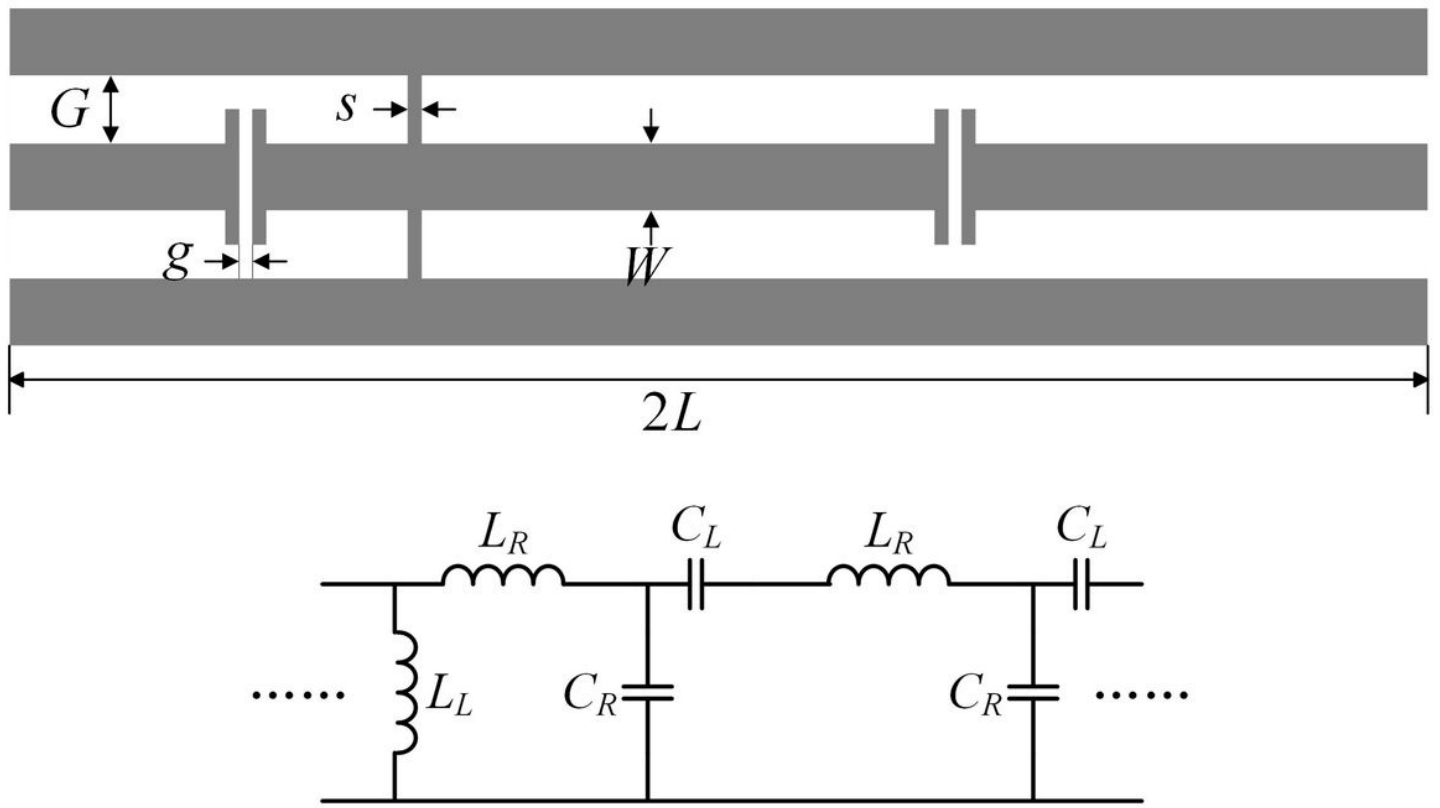 G
s
g
W
2L
L_R C_L L_R C_L
...... L_L C_R C_R ......